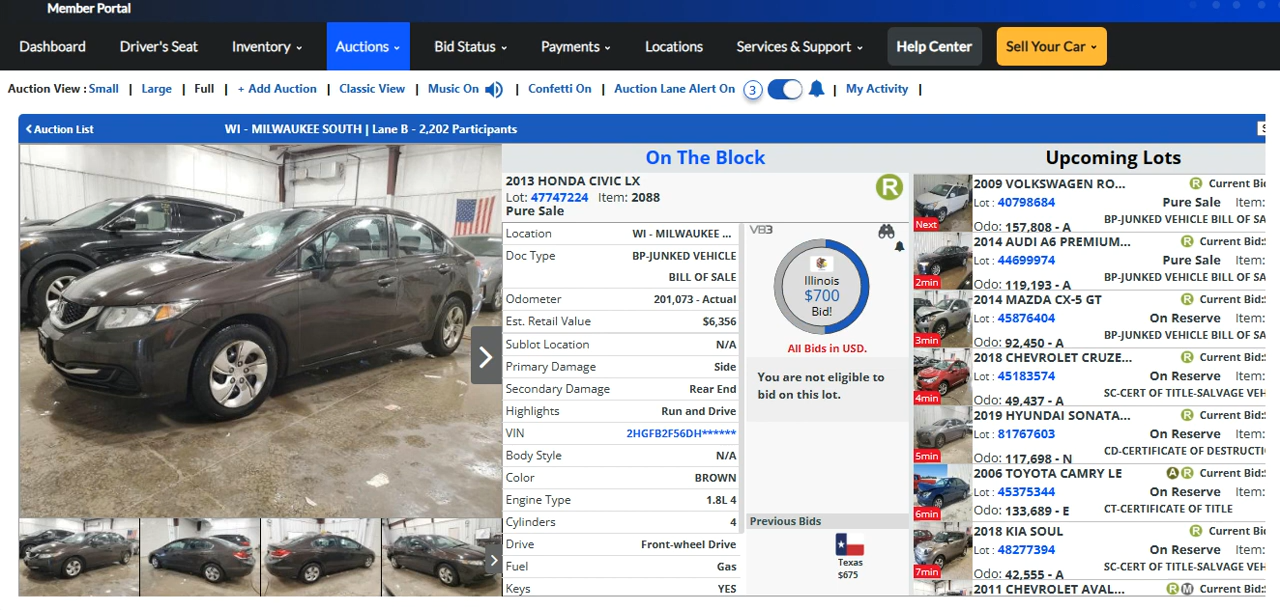 Member Portal
Dashboard Driver's Seat Inventory Auctions Bid Status Payments Locations Services & Support Help Center Sell Your Car
Auction View : Small | Large | Full | + Add Auction | Classic View | Music On | Confetti On | Auction Lane Alert On 3 | My Activity |
Auction List WI - MILWAUKEE SOUTH | Lane B - 2,202 Participants
On The Block
2013 HONDA CIVIC LX
Lot: 47747224 Item: 2088
Pure Sale
R
Location WI - MILWAUKEE ...
Doc Type BP-JUNKED VEHICLE
BILL OF SALE
Odometer 201,073 - Actual
Est. Retail Value $6,356
Sublot Location N/A
Primary Damage Side
Secondary Damage Rear End
Highlights Run and Drive
VIN 2HGFB2F56DH******
Body Style N/A
Color BROWN
Engine Type 1.8L 4
Cylinders 4
Drive Front-wheel Drive
Fuel Gas
Keys YES
VB3
Illinois
$700
Bid!
All Bids in USD.
You are not eligible to
bid on this lot.
Previous Bids
Texas
$675
Upcoming Lots
2009 VOLKSWAGEN RO... R Current Bid:
Lot : 40798684 Pure Sale Item:
BP-JUNKED VEHICLE BILL OF SA
Next Odo: 157,808 - A
2014 AUDI A6 PREMIUM... R Current Bid:
Lot : 44699974 Pure Sale Item:
BP-JUNKED VEHICLE BILL OF SA
2min Odo: 119,193 - A
2014 MAZDA CX-5 GT R Current Bid:
Lot : 45876404 On Reserve Item:
BP-JUNKED VEHICLE BILL OF SA
3min Odo: 92,450 - A
2018 CHEVROLET CRUZE... R Current Bid:
Lot : 45183574 On Reserve Item:
SC-CERT OF TITLE-SALVAGE VEH
4min Odo: 49,437 - A
2019 HYUNDAI SONATA... R Current Bid:
Lot : 81767603 On Reserve Item:
CD-CERTIFICATE OF DESTRUCTI
5min Odo: 117,698 - N
2006 TOYOTA CAMRY LE A R Current Bid:
Lot : 45375344 On Reserve Item:
CT-CERTIFICATE OF TITLE
6min Odo: 133,689 - E
2018 KIA SOUL R Current Bid:
Lot : 48277394 On Reserve Item:
SC-CERT OF TITLE-SALVAGE VEH
7min Odo: 42,555 - A
2011 CHEVROLET AVAL... R M Current Bid: